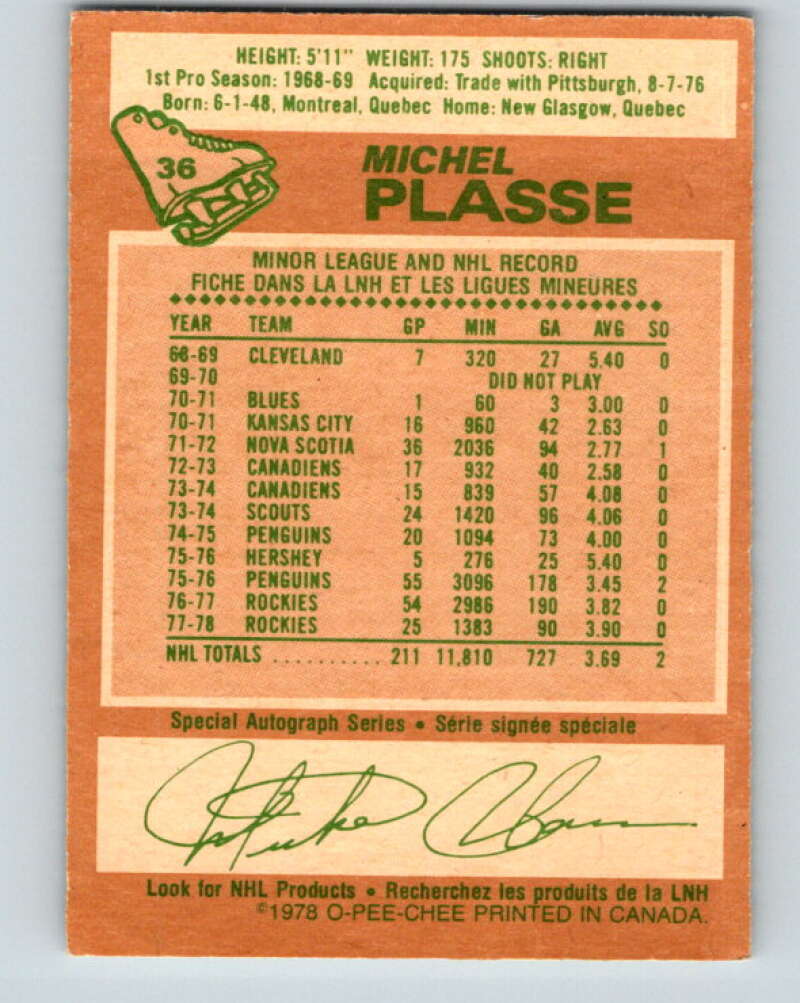 HEIGHT: 5'11" WEIGHT: 175 SHOOTS: RIGHT
1st Pro Season: 1968-69 Acquired: Trade with Pittsburgh, 8-7-76
Born: 6-1-48, Montreal, Quebec Home: New Glasgow, Quebec
36
MICHEL
PLASSE
MINOR LEAGUE AND NHL RECORD
FICHE DANS LA LNH ET LES LIGUES MINEURES
YEAR TEAM GP MIN GA AVG SO
68-69 CLEVELAND 7 320 27 5.40 0
69-70 DID NOT PLAY
70-71 BLUES 1 60 3 3.00 0
70-71 KANSAS CITY 16 960 42 2.63 0
71-72 NOVA SCOTIA 36 2036 94 2.77 1
72-73 CANADIENS 17 932 40 2.58 0
73-74 CANADIENS 15 839 57 4.08 0
73-74 SCOUTS 24 1420 96 4.06 0
74-75 PENGUINS 20 1094 73 4.00 0
75-76 HERSHEY 5 276 25 5.40 0
75-76 PENGUINS 55 3096 178 3.45 2
76-77 ROCKIES 54 2986 190 3.82 0
77-78 ROCKIES 25 1383 90 3.90 0
NHL TOTALS .......... 211 11,810 727 3.69 2
Special Autograph Series • Série signée spéciale
Look for NHL Products • Recherchez les produits de la LNH
©1978 O-PEE-CHEE PRINTED IN CANADA.